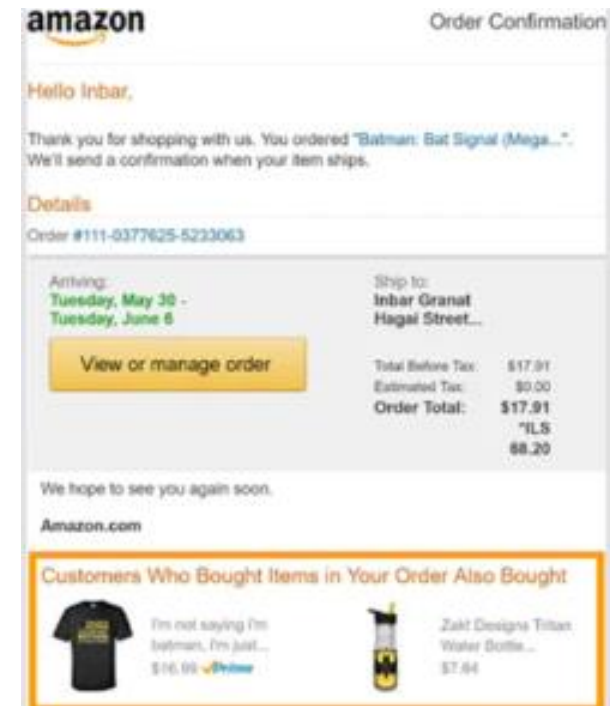 amazon
Order Confirmation
Hello Inbar,
Thank you for shopping with us. You ordered "Batman: Bat Signal (Mega...".
We'll send a confirmation when your item ships.
Details
Order #111-0377625-5233063
Arriving:
Tuesday, May 30 -
Tuesday, June 6
View or manage order
Ship to:
Inbar Granat
Hagai Street...
Total Before Tax: $17.91
Estimated Tax: $0.00
Order Total: $17.91
*ILS
68.20
We hope to see you again soon.
Amazon.com
Customers Who Bought Items in Your Order Also Bought
I'm not saying I'm
batman, I'm just...
$16.99 Prime
Zak! Designs Tritan
Water Bottle...
$7.64